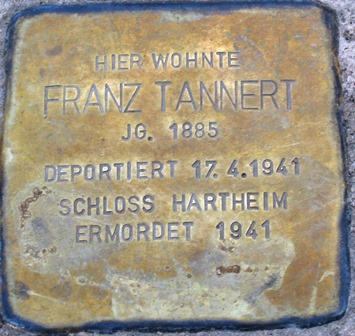 HIER WOHNTE
FRANZ TANNERT
JG. 1885
DEPORTIERT 17.4.1941
SCHLOSS HARTHEIM
ERMORDET 1941